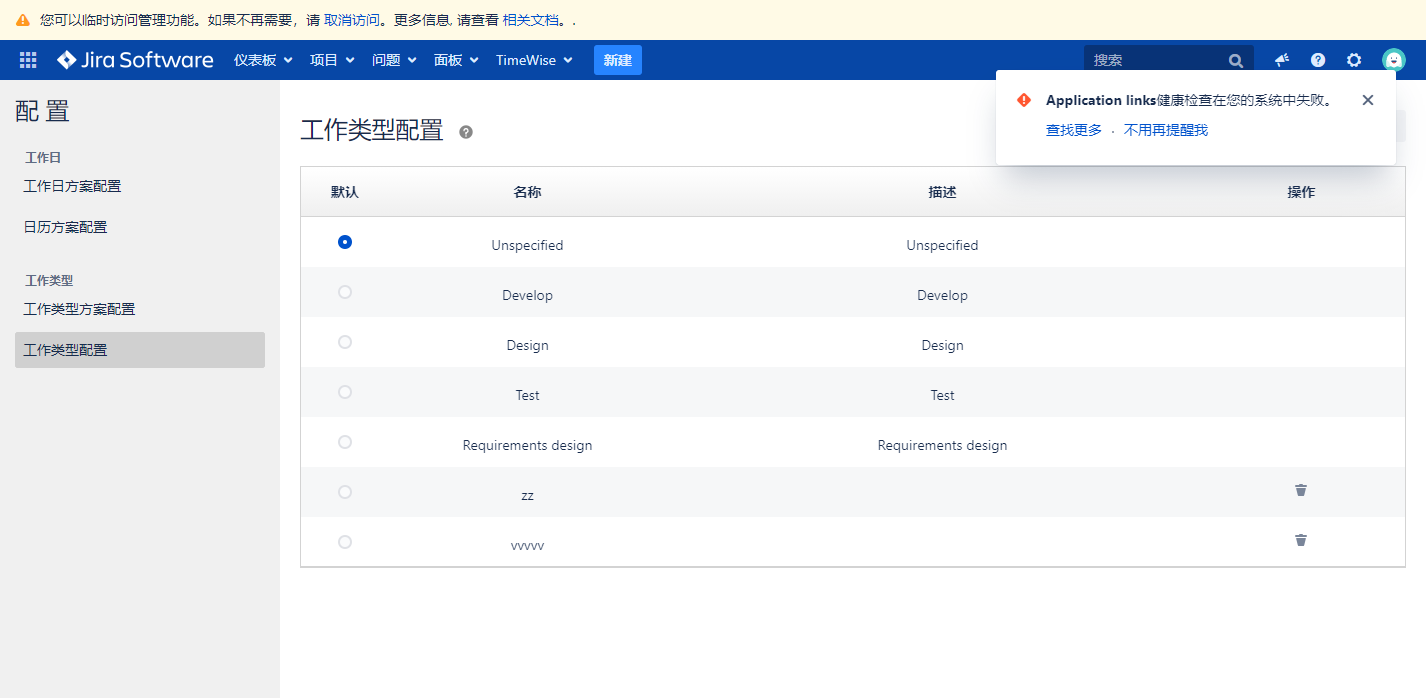 您可以临时访问管理功能。如果不再需要，请 取消访问。更多信息, 请查看 相关文档。.
Jira Software 仪表板 项目 问题 面板 TimeWise 新建 搜索
Application links健康检查在您的系统中失败。
查找更多 · 不用再提醒我
配 置
工作日
工作日方案配置
日历方案配置
工作类型
工作类型方案配置
工作类型配置
工作类型配置
默认 名称 描述 操作
Unspecified Unspecified
Develop Develop
Design Design
Test Test
Requirements design Requirements design
zz
vvvvv